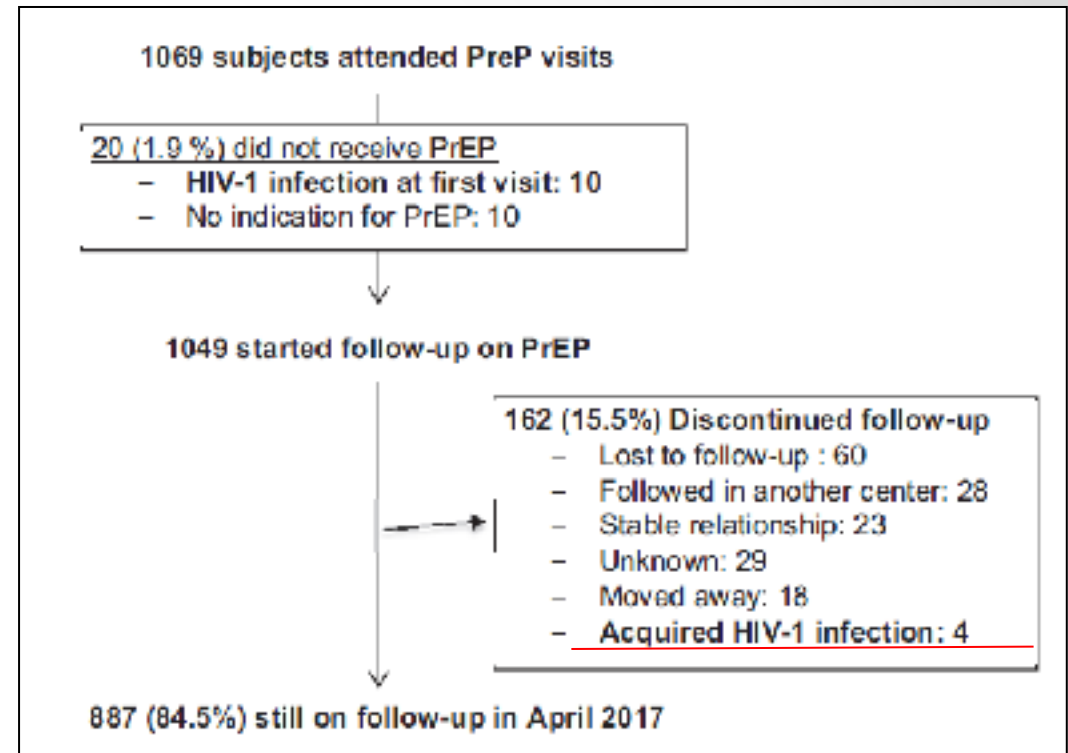 1069 subjects attended PreP visits
20 (1.9 %) did not receive PrEP
– HIV-1 infection at first visit: 10
– No indication for PrEP: 10
1049 started follow-up on PrEP
162 (15.5%) Discontinued follow-up
– Lost to follow-up : 60
– Followed in another center: 28
– Stable relationship: 23
– Unknown: 29
– Moved away: 18
– Acquired HIV-1 infection: 4
887 (84.5%) still on follow-up in April 2017